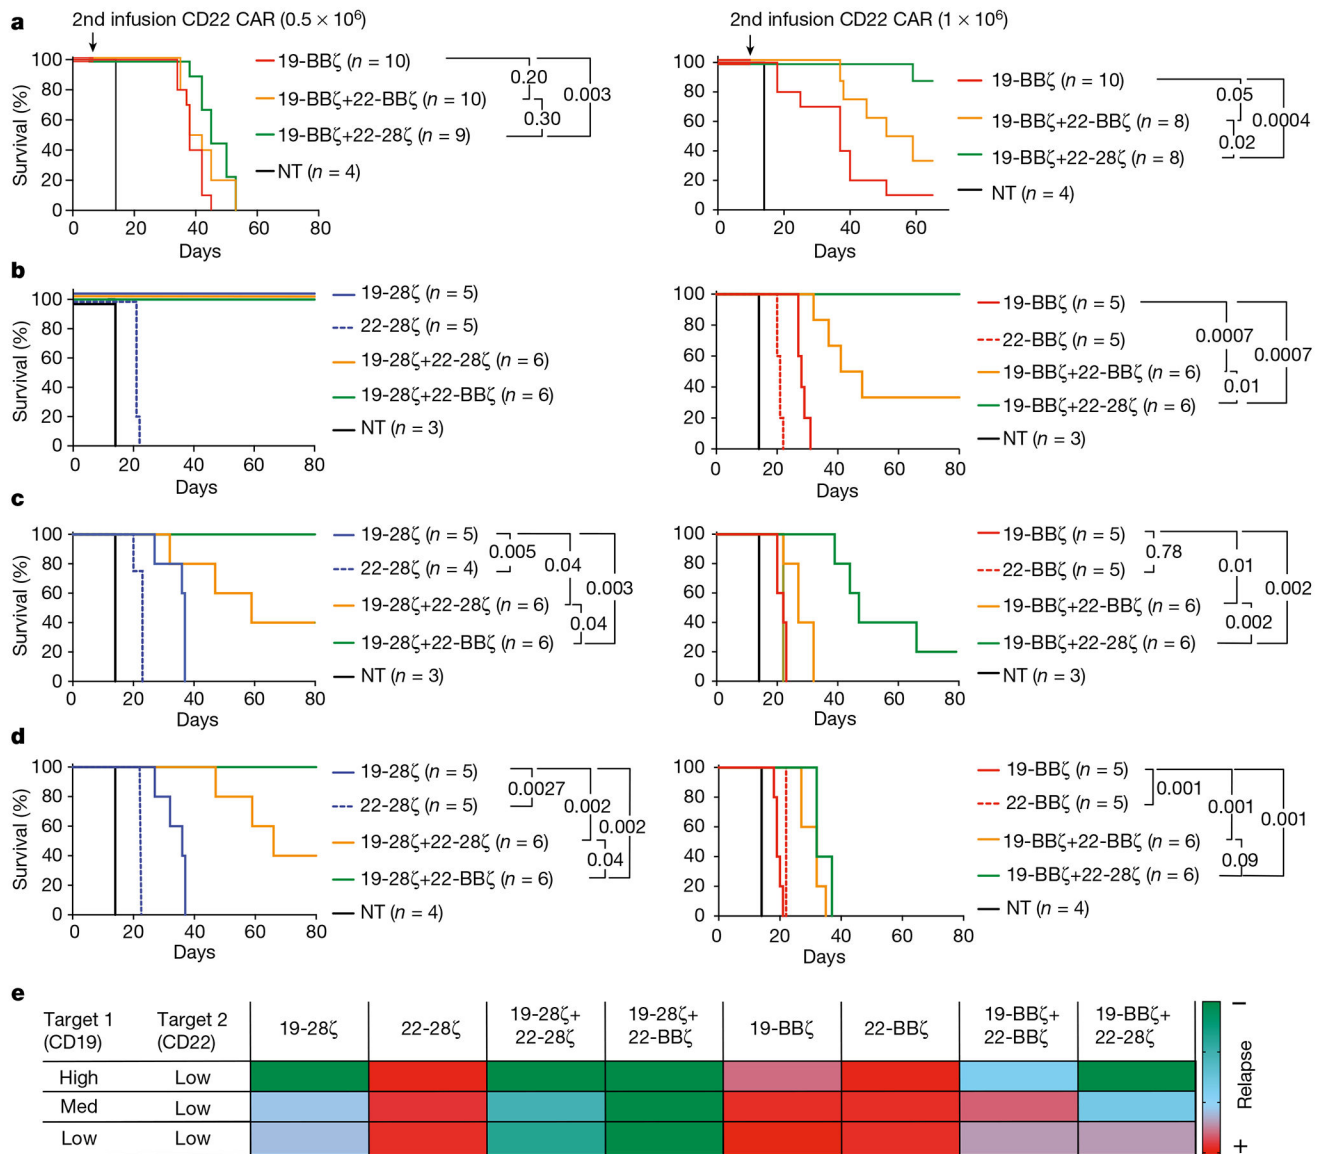 a
2nd infusion CD22 CAR (0.5 × 10⁶)
Survival (%)
100
80
60
40
20
0
0 20 40 60 80
Days
19-BBζ (n = 10)
19-BBζ+22-BBζ (n = 10)
19-BBζ+22-28ζ (n = 9)
NT (n = 4)
0.20
0.003
0.30
2nd infusion CD22 CAR (1 × 10⁶)
100
80
60
40
20
0
0 20 40 60
Days
19-BBζ (n = 10)
19-BBζ+22-BBζ (n = 8)
19-BBζ+22-28ζ (n = 8)
NT (n = 4)
0.05
0.0004
0.02
b
Survival (%)
100
80
60
40
20
0
0 20 40 60 80
Days
19-28ζ (n = 5)
22-28ζ (n = 5)
19-28ζ+22-28ζ (n = 6)
19-28ζ+22-BBζ (n = 6)
NT (n = 3)
100
80
60
40
20
0
0 20 40 60 80
Days
19-BBζ (n = 5)
22-BBζ (n = 5)
19-BBζ+22-BBζ (n = 6)
19-BBζ+22-28ζ (n = 6)
NT (n = 3)
0.0007
0.0007
0.01
c
Survival (%)
100
80
60
40
20
0
0 20 40 60 80
Days
19-28ζ (n = 5)
22-28ζ (n = 4)
19-28ζ+22-28ζ (n = 6)
19-28ζ+22-BBζ (n = 6)
NT (n = 3)
0.005
0.04
0.003
0.04
100
80
60
40
20
0
0 20 40 60 80
Days
19-BBζ (n = 5)
22-BBζ (n = 5)
19-BBζ+22-BBζ (n = 6)
19-BBζ+22-28ζ (n = 6)
NT (n = 3)
0.78
0.01
0.002
0.002
d
Survival (%)
100
80
60
40
20
0
0 20 40 60 80
Days
19-28ζ (n = 5)
22-28ζ (n = 5)
19-28ζ+22-28ζ (n = 6)
19-28ζ+22-BBζ (n = 6)
NT (n = 4)
0.0027
0.002
0.002
0.04
100
80
60
40
20
0
0 20 40 60 80
Days
19-BBζ (n = 5)
22-BBζ (n = 5)
19-BBζ+22-BBζ (n = 6)
19-BBζ+22-28ζ (n = 6)
NT (n = 4)
0.001
0.001
0.001
0.09
e
Target 1
(CD19)
Target 2
(CD22)
19-28ζ
22-28ζ
19-28ζ+
22-28ζ
19-28ζ+
22-BBζ
19-BBζ
22-BBζ
19-BBζ+
22-BBζ
19-BBζ+
22-28ζ
High Low
Med Low
Low Low
−
Relapse
+